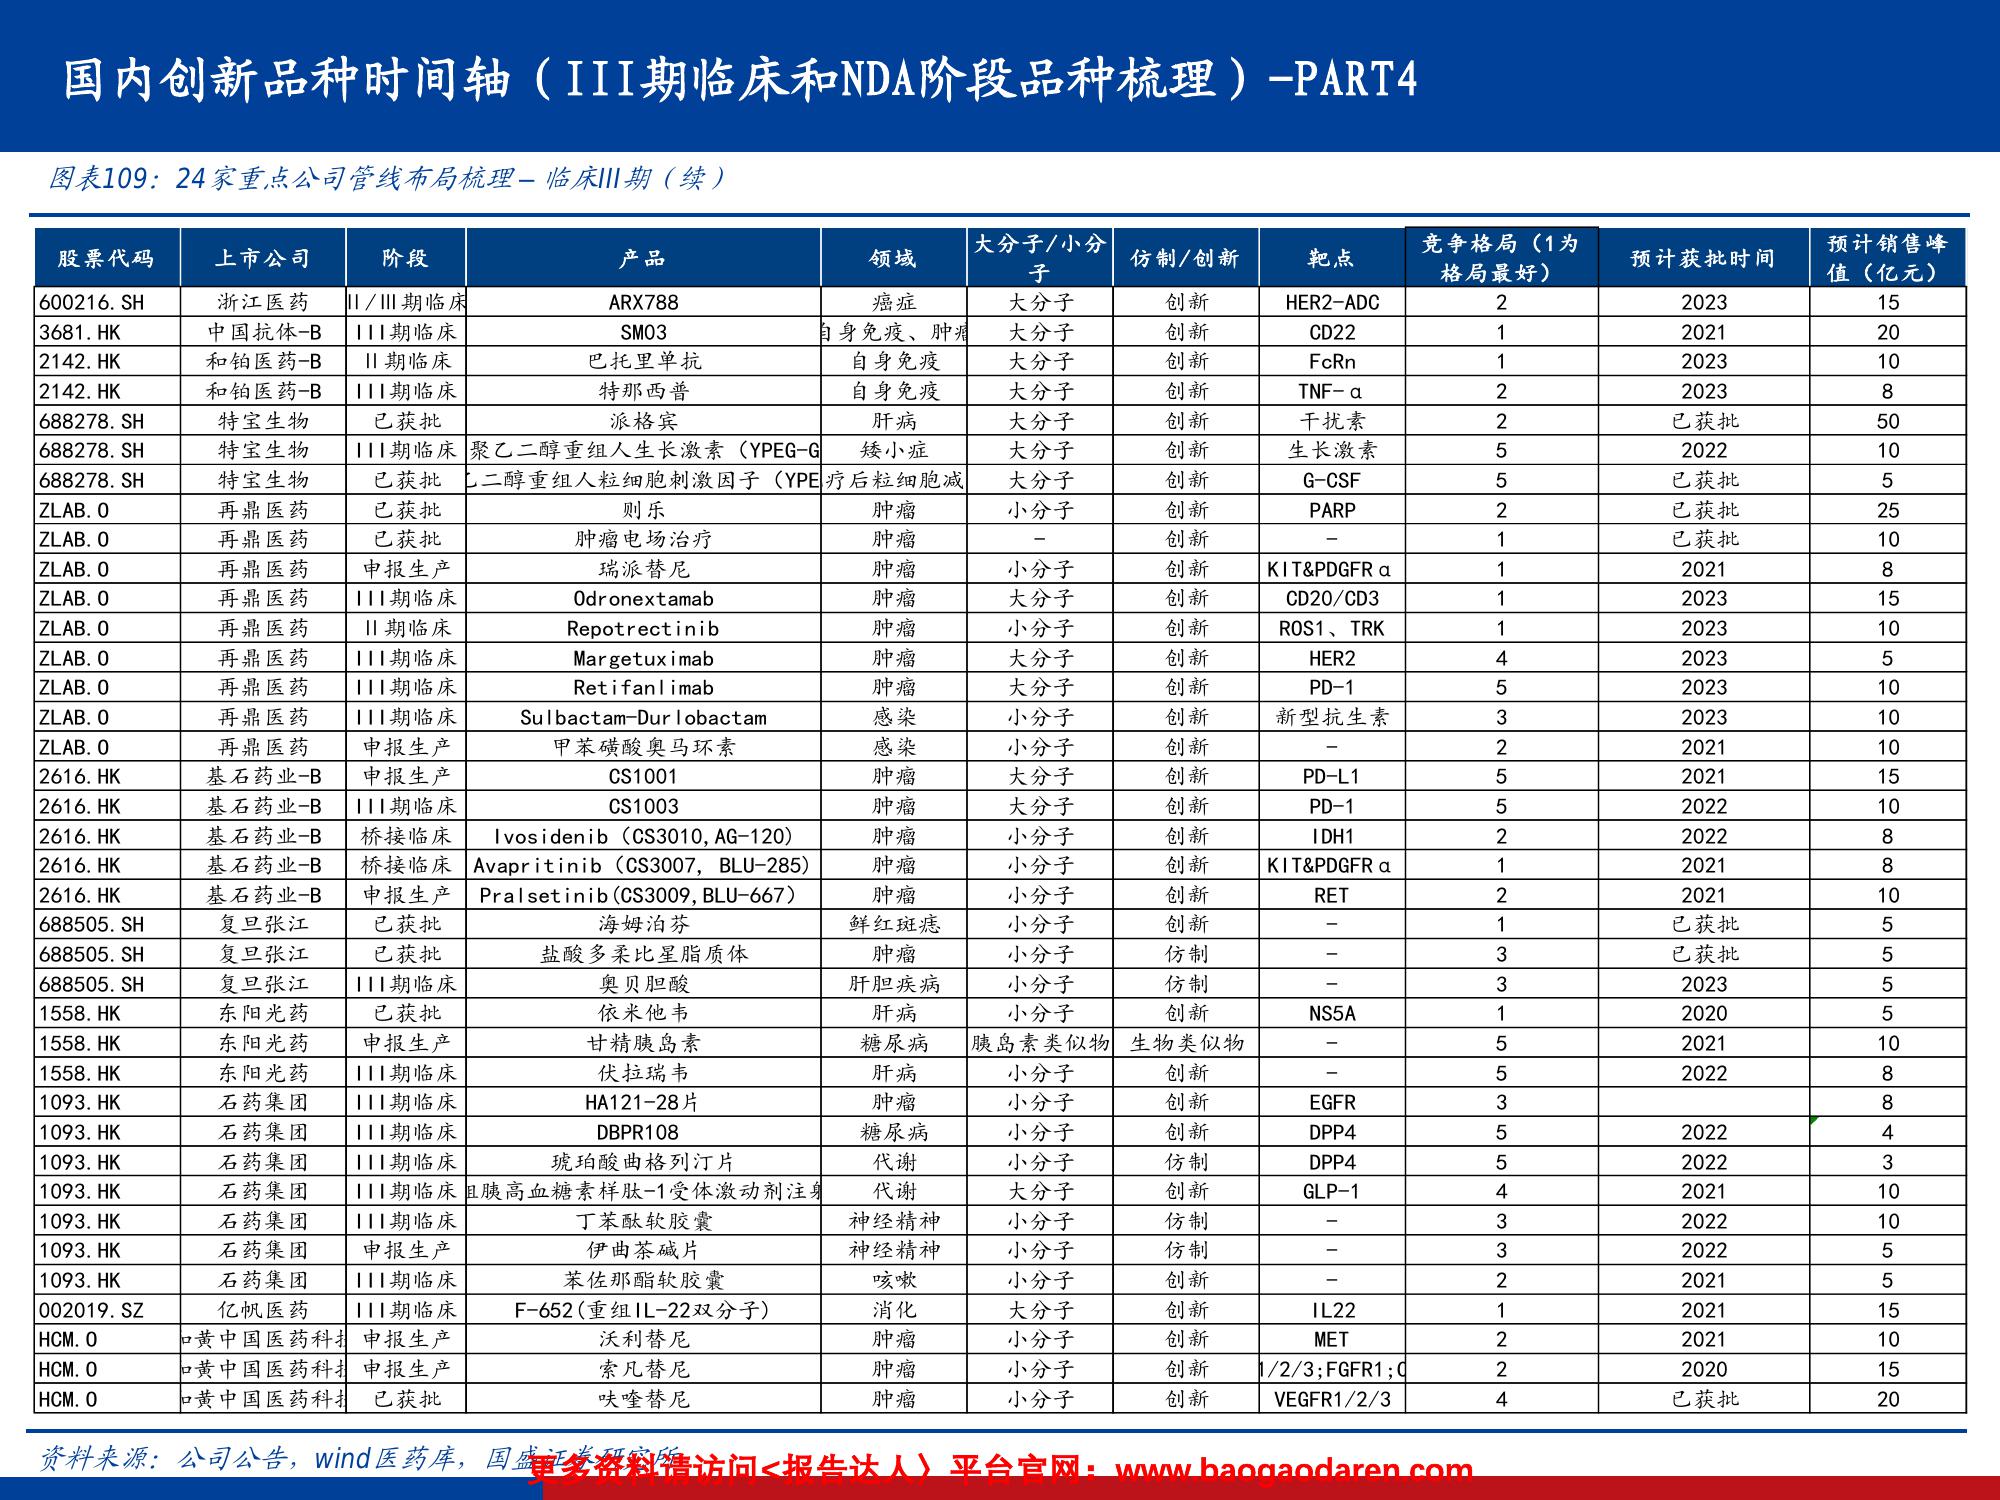 国内创新品种时间轴（III期临床和NDA阶段品种梳理）-PART4
图表109：24家重点公司管线布局梳理– 临床III期（续）
股票代码 上市公司 阶段 产品 领域 大分子/小分子 仿制/创新 靶点 竞争格局（1为格局最好） 预计获批时间 预计销售峰值（亿元）
600216.SH 浙江医药 II/III期临床 ARX788 癌症 大分子 创新 HER2-ADC 2 2023 15
3681.HK 中国抗体-B III期临床 SM03 自身免疫、肿瘤 大分子 创新 CD22 1 2021 20
2142.HK 和铂医药-B II期临床 巴托里单抗 自身免疫 大分子 创新 FcRn 1 2023 10
2142.HK 和铂医药-B III期临床 特那西普 自身免疫 大分子 创新 TNF-α 2 2023 8
688278.SH 特宝生物 已获批 派格宾 肝病 大分子 创新 干扰素 2 已获批 50
688278.SH 特宝生物 III期临床 聚乙二醇重组人生长激素（YPEG-G 矮小症 大分子 创新 生长激素 5 2022 10
688278.SH 特宝生物 已获批 乙二醇重组人粒细胞刺激因子（YPE 疗后粒细胞减 大分子 创新 G-CSF 5 已获批 5
ZLAB.O 再鼎医药 已获批 则乐 肿瘤 小分子 创新 PARP 2 已获批 25
ZLAB.O 再鼎医药 已获批 肿瘤电场治疗 肿瘤 - 创新 - 1 已获批 10
ZLAB.O 再鼎医药 申报生产 瑞派替尼 肿瘤 小分子 创新 KIT&PDGFRα 1 2021 8
ZLAB.O 再鼎医药 III期临床 Odronextamab 肿瘤 大分子 创新 CD20/CD3 1 2023 15
ZLAB.O 再鼎医药 II期临床 Repotrectinib 肿瘤 小分子 创新 ROS1、TRK 1 2023 10
ZLAB.O 再鼎医药 III期临床 Margetuximab 肿瘤 大分子 创新 HER2 4 2023 5
ZLAB.O 再鼎医药 III期临床 Retifanlimab 肿瘤 大分子 创新 PD-1 5 2023 10
ZLAB.O 再鼎医药 III期临床 Sulbactam-Durlobactam 感染 小分子 创新 新型抗生素 3 2023 10
ZLAB.O 再鼎医药 申报生产 甲苯磺酸奥马环素 感染 小分子 创新 - 2 2021 10
2616.HK 基石药业-B 申报生产 CS1001 肿瘤 大分子 创新 PD-L1 5 2021 15
2616.HK 基石药业-B III期临床 CS1003 肿瘤 大分子 创新 PD-1 5 2022 10
2616.HK 基石药业-B 桥接临床 Ivosidenib（CS3010,AG-120) 肿瘤 小分子 创新 IDH1 2 2022 8
2616.HK 基石药业-B 桥接临床 Avapritinib（CS3007, BLU-285) 肿瘤 小分子 创新 KIT&PDGFRα 1 2021 8
2616.HK 基石药业-B 申报生产 Pralsetinib(CS3009,BLU-667） 肿瘤 小分子 创新 RET 2 2021 10
688505.SH 复旦张江 已获批 海姆泊芬 鲜红斑痣 小分子 创新 - 1 已获批 5
688505.SH 复旦张江 已获批 盐酸多柔比星脂质体 肿瘤 小分子 仿制 - 3 已获批 5
688505.SH 复旦张江 III期临床 奥贝胆酸 肝胆疾病 小分子 仿制 - 3 2023 5
1558.HK 东阳光药 已获批 依米他韦 肝病 小分子 创新 NS5A 1 2020 5
1558.HK 东阳光药 申报生产 甘精胰岛素 糖尿病 胰岛素类似物 生物类似物 - 5 2021 10
1558.HK 东阳光药 III期临床 伏拉瑞韦 肝病 小分子 创新 - 5 2022 8
1093.HK 石药集团 III期临床 HA121-28片 肿瘤 小分子 创新 EGFR 3 8
1093.HK 石药集团 III期临床 DBPR108 糖尿病 小分子 创新 DPP4 5 2022 4
1093.HK 石药集团 III期临床 琥珀酸曲格列汀片 代谢 小分子 仿制 DPP4 5 2022 3
1093.HK 石药集团 III期临床 组胰高血糖素样肽-1受体激动剂注射 代谢 大分子 创新 GLP-1 4 2021 10
1093.HK 石药集团 III期临床 丁苯酞软胶囊 神经精神 小分子 仿制 - 3 2022 10
1093.HK 石药集团 申报生产 伊曲茶碱片 神经精神 小分子 仿制 - 3 2022 5
1093.HK 石药集团 III期临床 苯佐那酯软胶囊 咳嗽 小分子 创新 - 2 2021 5
002019.SZ 亿帆医药 III期临床 F-652(重组IL-22双分子) 消化 大分子 创新 IL22 1 2021 15
HCM.O 和黄中国医药科技 申报生产 沃利替尼 肿瘤 小分子 创新 MET 2 2021 10
HCM.O 和黄中国医药科技 申报生产 索凡替尼 肿瘤 小分子 创新 1/2/3;FGFR1;C 2 2020 15
HCM.O 和黄中国医药科技 已获批 呋喹替尼 肿瘤 小分子 创新 VEGFR1/2/3 4 已获批 20
资料来源：公司公告，wind医药库，国盛证券研究所
更多资料请访问<报告达人〉平台官网：www.baogaodaren.com